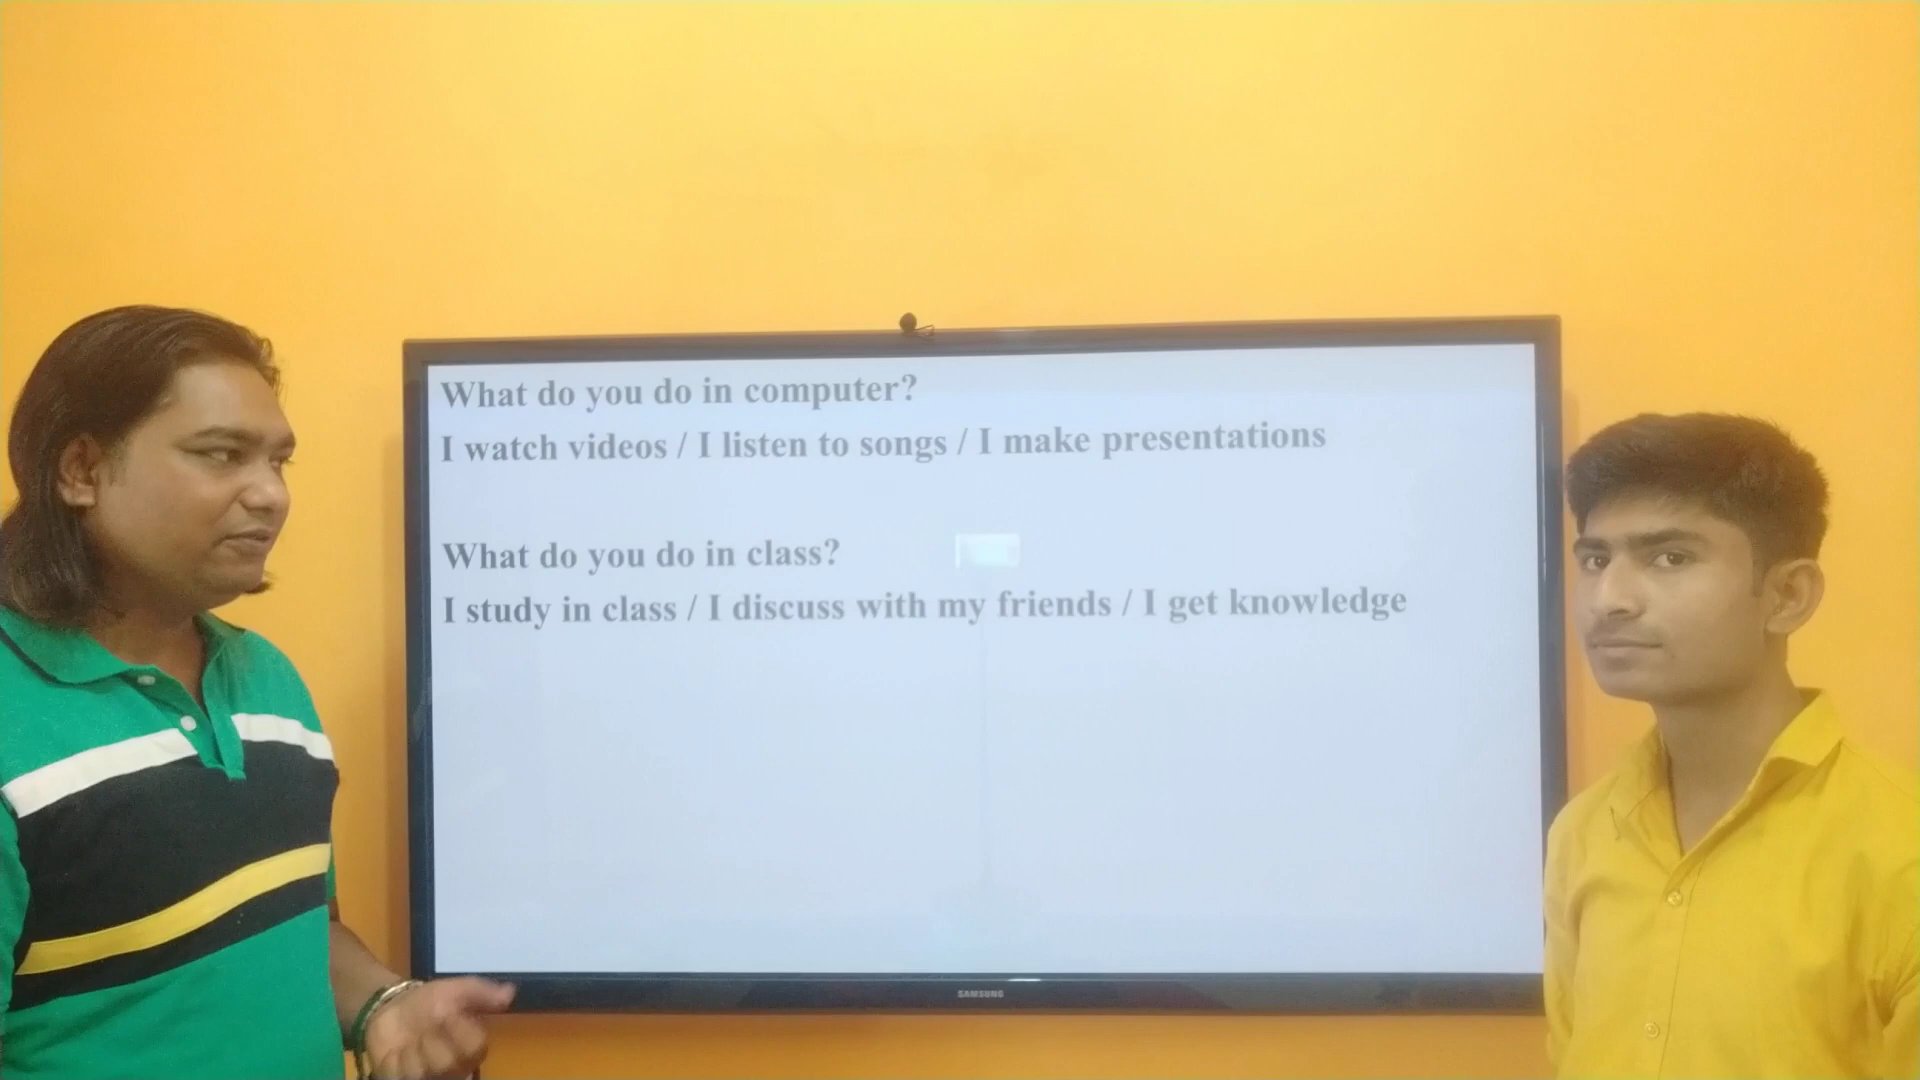 What do you do in computer?
I watch videos / I listen to songs / I make presentations
What do you do in class?
I study in class / I discuss with my friends / I get knowledge
SAMSUNG